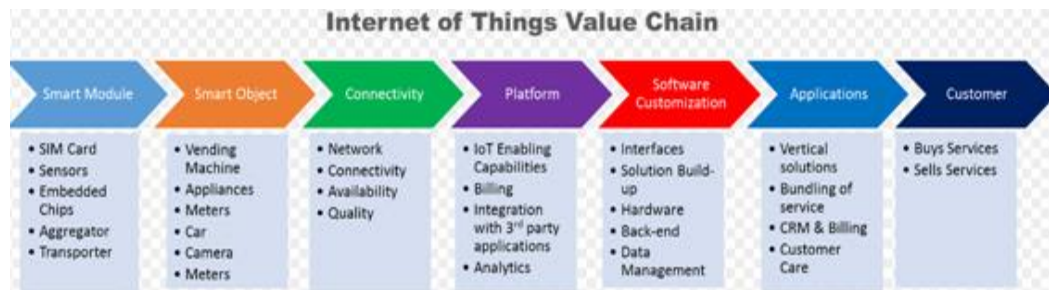 Internet of Things Value Chain
Smart Module
Smart Object
Connectivity
Platform
Software
Customization
Applications
Customer
• SIM Card
• Sensors
• Embedded
Chips
• Aggregator
• Transporter
• Vending
Machine
• Appliances
• Meters
• Car
• Camera
• Meters
• Network
• Connectivity
• Availability
• Quality
• IoT Enabling
Capabilities
• Billing
• Integration
with 3rd party
applications
• Analytics
• Interfaces
• Solution Build-
up
• Hardware
• Back-end
• Data
Management
• Vertical
solutions
• Bundling of
service
• CRM & Billing
• Customer
Care
• Buys Services
• Sells Services